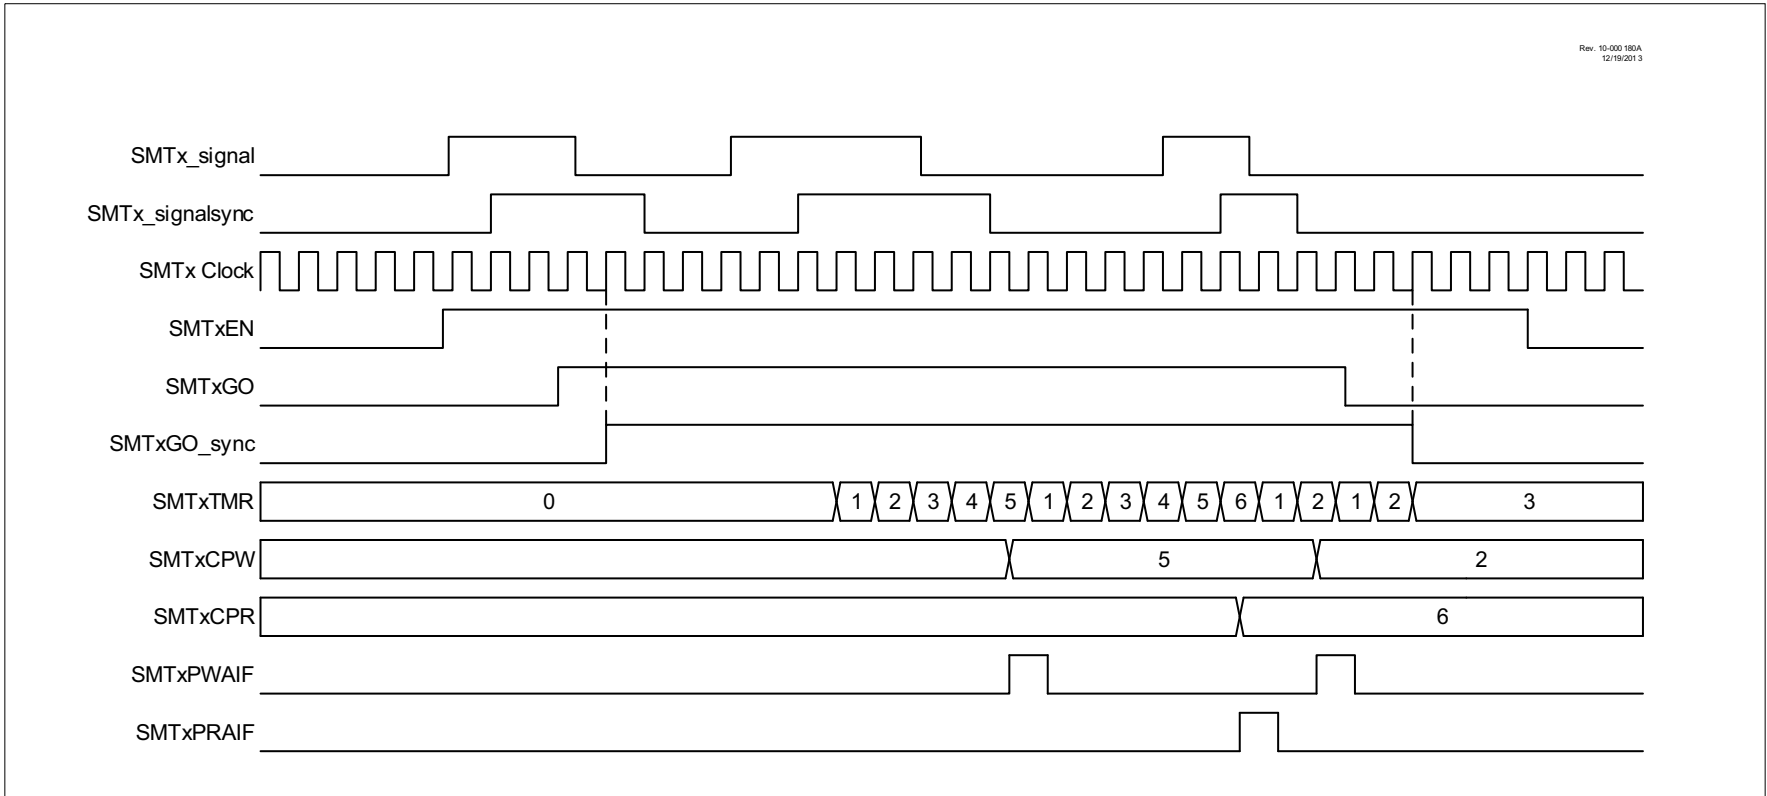 Rev. 10-000 180A
12/19/201 3
SMTx_signal
SMTx_signalsync
SMTx Clock
SMTxEN
SMTxGO
SMTxGO_sync
SMTxTMR 0 1 2 3 4 5 1 2 3 4 5 6 1 2 1 2 3
SMTxCPW 5 2
SMTxCPR 6
SMTxPWAIF
SMTxPRAIF